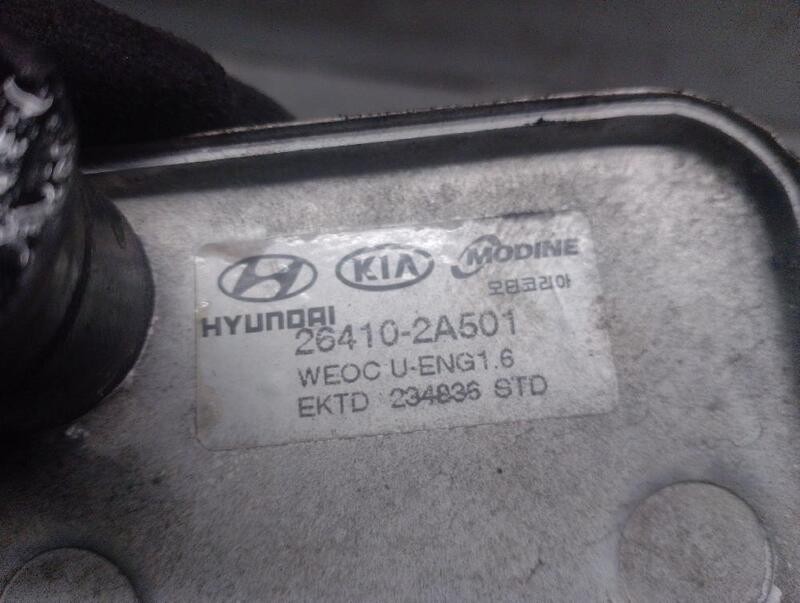 KIA MODINE
모딘코리아
HYUNDAI
26410-2A501
WEOC U-ENG1.6
EKTD 234836 STD